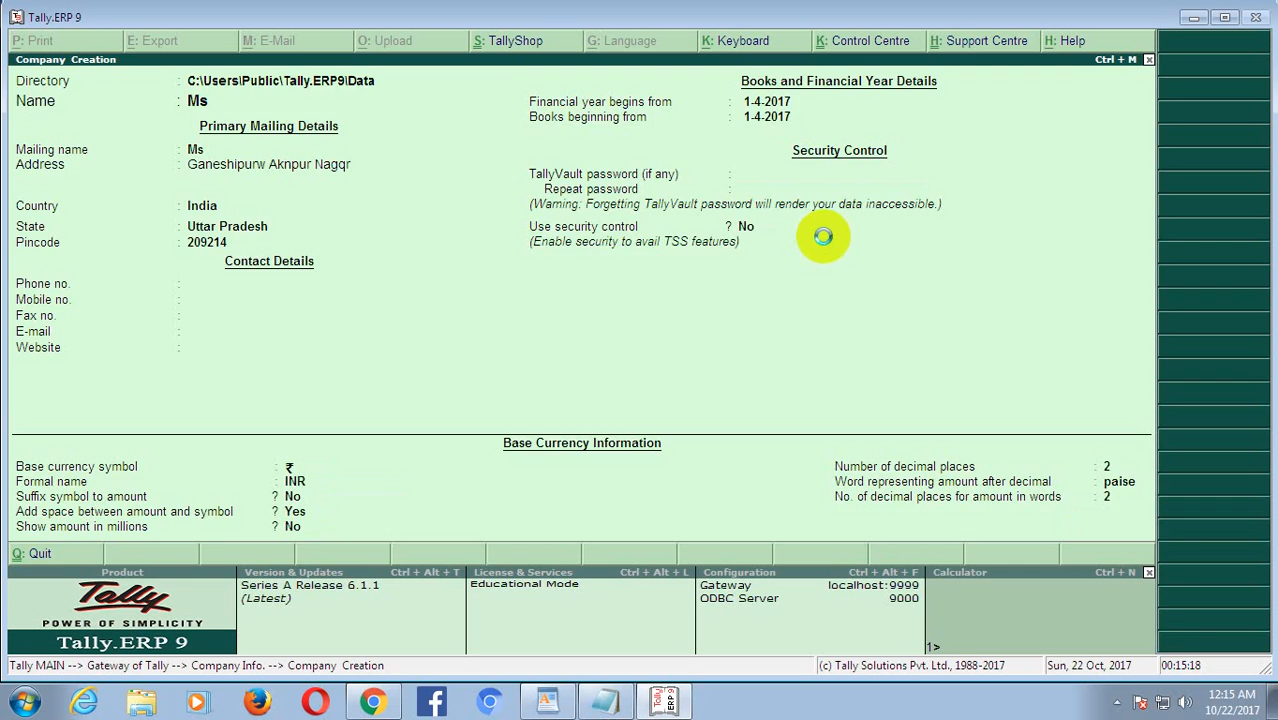 Tally.ERP 9
P: Print E: Export M: E-Mail O: Upload S: TallyShop G: Language K: Keyboard K: Control Centre H: Support Centre H: Help
Company Creation Ctrl + M
Directory : C:\Users\Public\Tally.ERP9\Data
Name : Ms
Primary Mailing Details
Mailing name : Ms
Address : Ganeshipurw Aknpur Nagqr
Country : India
State : Uttar Pradesh
Pincode : 209214
Contact Details
Phone no. :
Mobile no. :
Fax no. :
E-mail :
Website :
Books and Financial Year Details
Financial year begins from : 1-4-2017
Books beginning from : 1-4-2017
Security Control
TallyVault password (if any) :
Repeat password :
(Warning: Forgetting TallyVault password will render your data inaccessible.)
Use security control ? No
(Enable security to avail TSS features)
Base Currency Information
Base currency symbol : ₹
Formal name : INR
Suffix symbol to amount ? No
Add space between amount and symbol ? Yes
Show amount in millions ? No
Number of decimal places : 2
Word representing amount after decimal : paise
No. of decimal places for amount in words : 2
Q: Quit
Product
Tally
POWER OF SIMPLICITY
Tally.ERP 9
Version & Updates Ctrl + Alt + T
Series A Release 6.1.1
(Latest)
License & Services Ctrl + Alt + L
Educational Mode
Configuration Ctrl + Alt + F
Gateway localhost:9999
ODBC Server 9000
Calculator Ctrl + N
1>
Tally MAIN --> Gateway of Tally --> Company Info. --> Company Creation (c) Tally Solutions Pvt. Ltd., 1988-2017 Sun, 22 Oct, 2017 00:15:18
12:15 AM
10/22/2017